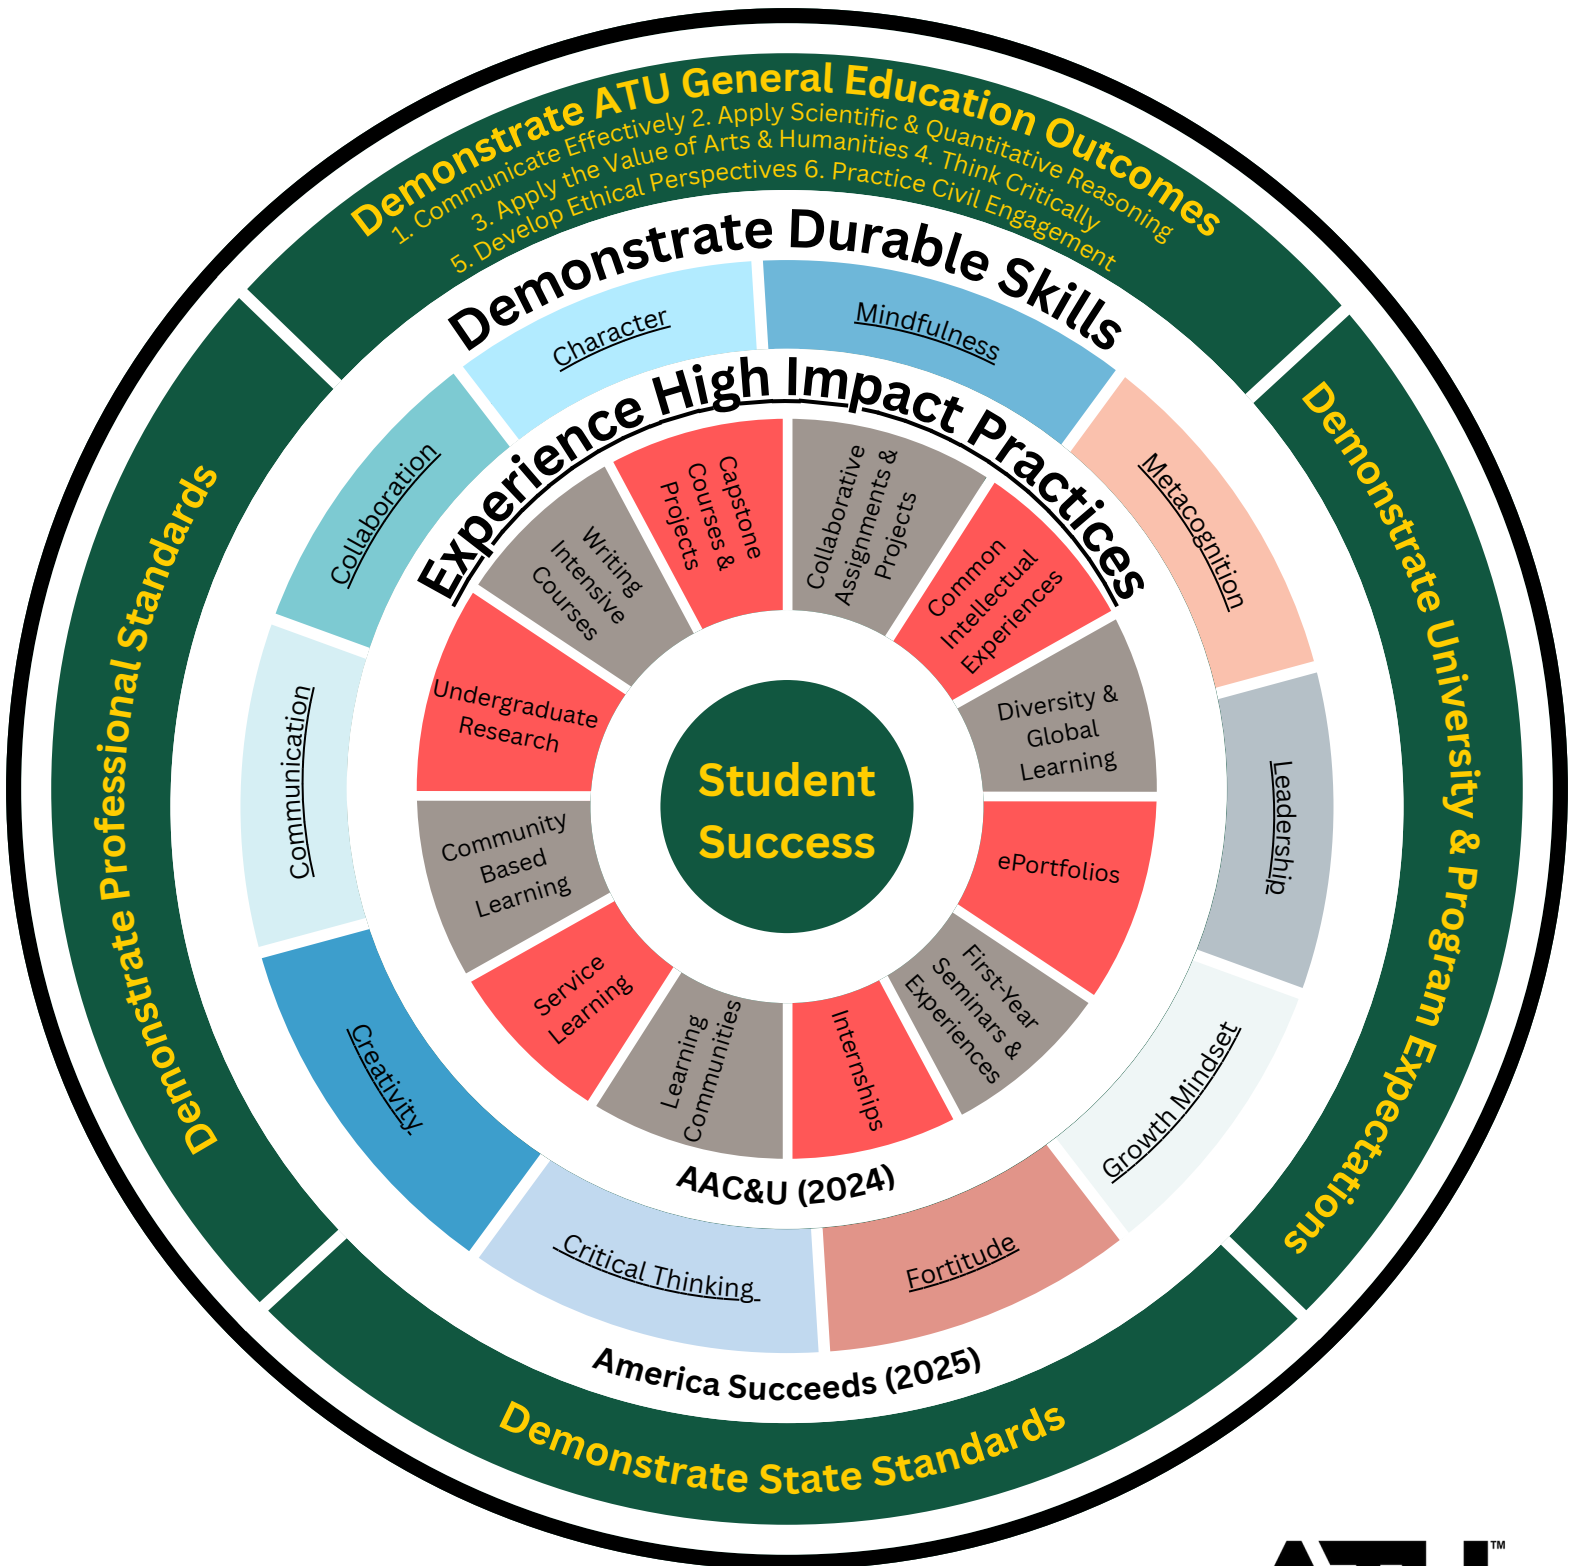 Demonstrate ATU General Education Outcomes
1. Communicate Effectively 2. Apply Scientific & Quantitative Reasoning
3. Apply the Value of Arts & Humanities 4. Think Critically
5. Develop Ethical Perspectives 6. Practice Civil Engagement
Demonstrate University & Program Expectations
Demonstrate State Standards
Demonstrate Professional Standards
Demonstrate Durable Skills
Character
Mindfulness
Metacognition
Leadership
Growth Mindset
Fortitude
Critical Thinking
Creativity
Communication
Collaboration
America Succeeds (2025)
Experience High Impact Practices
Capstone
Courses &
Projects
Collaborative
Assignments &
Projects
Common
Intellectual
Experiences
Diversity &
Global
Learning
ePortfolios
First-Year
Seminars &
Experiences
Internships
Learning
Communities
Service
Learning
Community
Based
Learning
Undergraduate
Research
Writing
Intensive
Courses
AAC&U (2024)
Student
Success
ATU™